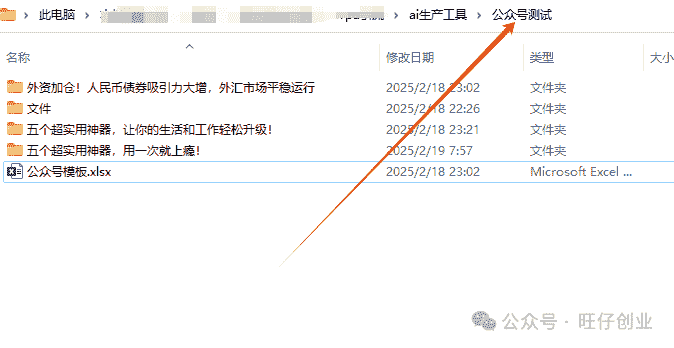 此电脑 › › ai生产工具 › 公众号测试
名称 修改日期 类型 大小
外资加仓！人民币债券吸引力大增，外汇市场平稳运行 2025/2/18 23:02 文件夹
文件 2025/2/18 22:26 文件夹
五个超实用神器，让你的生活和工作轻松升级！ 2025/2/18 23:21 文件夹
五个超实用神器，用一次就上瘾！ 2025/2/19 7:57 文件夹
公众号模板.xlsx 2025/2/18 23:02 Microsoft Excel ...
公众号 · 旺仔创业